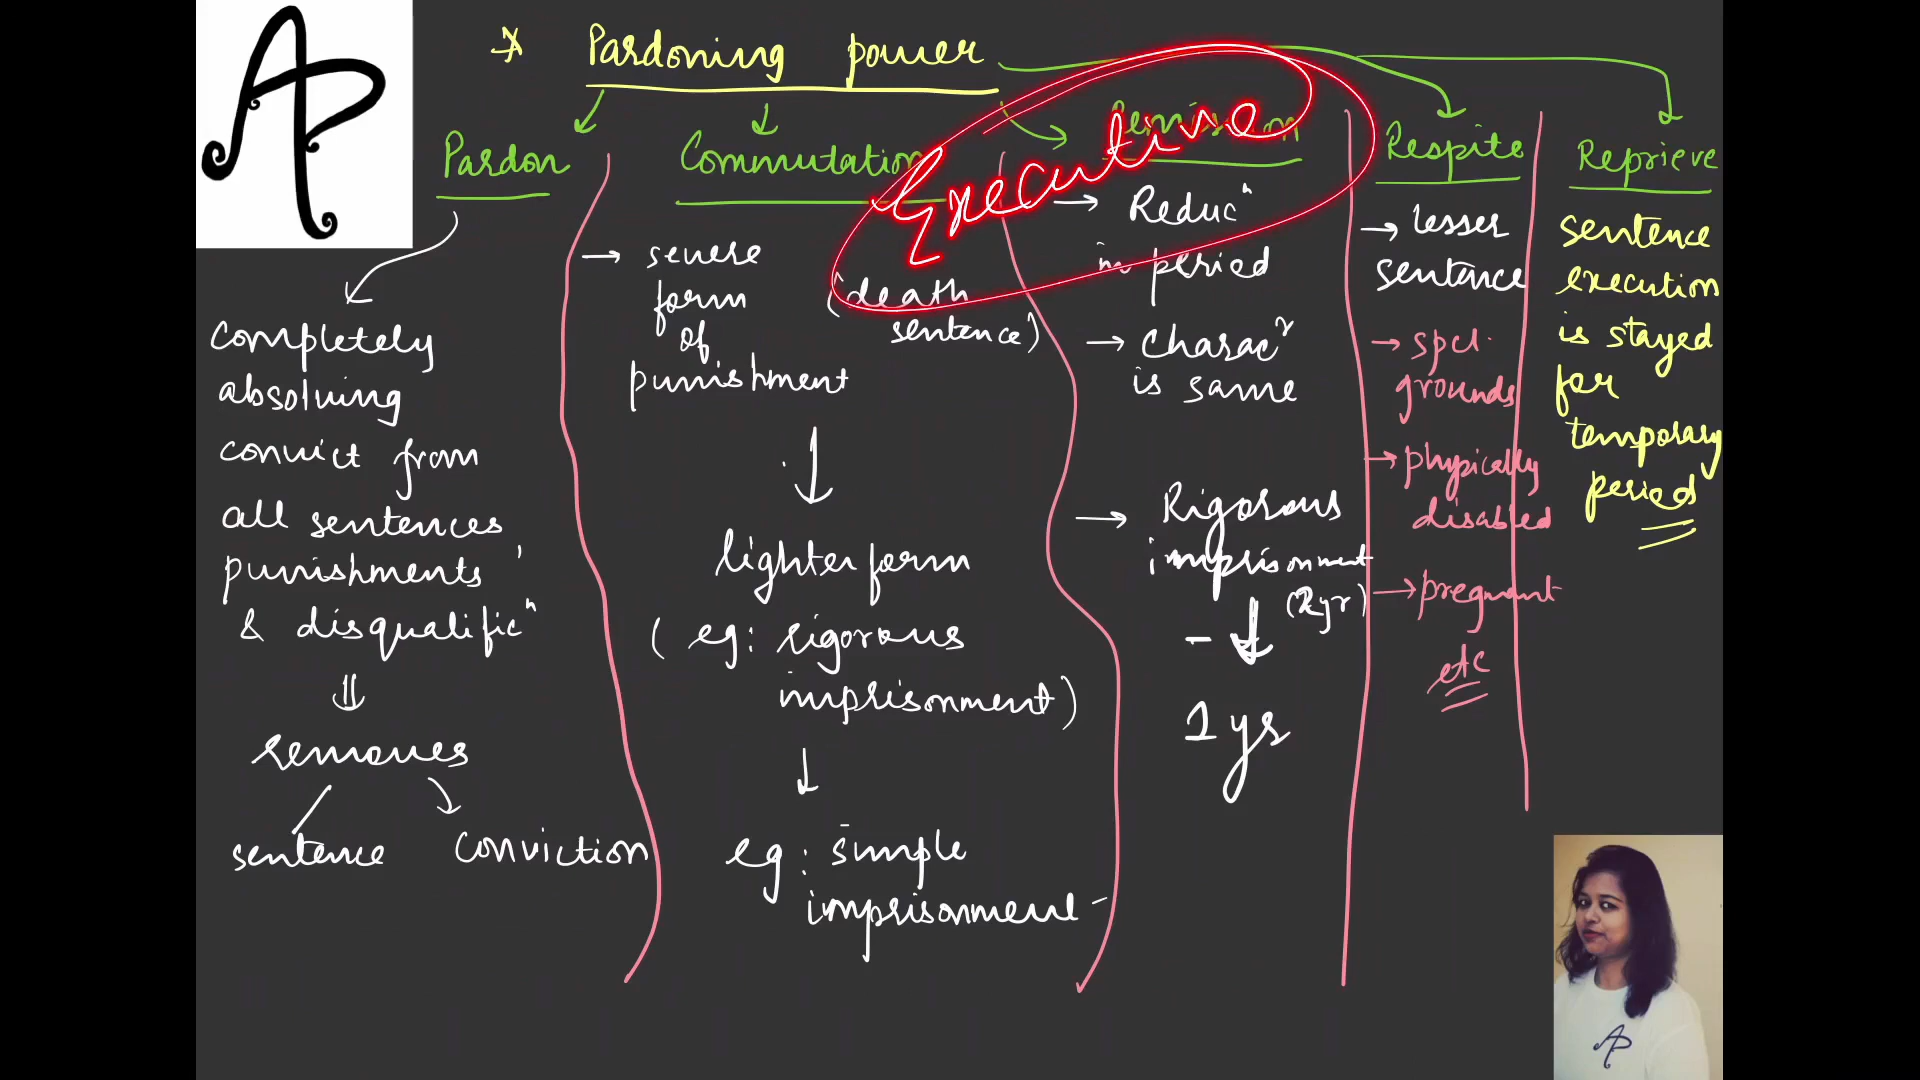 AP
* Pardoning power
Executive
Pardon
completely
absolving
convict from
all sentences,
punishments
& disqualificⁿ
removes
sentence conviction
Commutation
→ severe
form
of
punishment
(death
sentence)
lighter form
(eg: rigorous
imprisonment)
eg: simple
imprisonment
Remission
→ Reducⁿ
in period
→ characʳ
is same
→ Rigorous
imprisonment
(2yr)
1 yr
Respite
→ lesser
sentence
→ spcl.
grounds
→ physically
disabled
→ pregnant
etc
Reprieve
sentence
execution
is stayed
for
temporary
period
AP